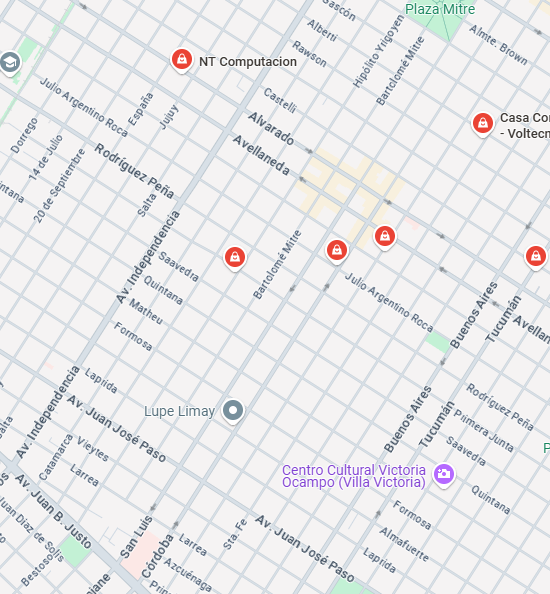 Plaza Mitre
Gascón
Alberti
Almte. Brown
Rawson
Hipólito Yrigoyen
Bartolomé Mitre
NT Computacion
Julio Argentino Roca
España
Jujuy
Castelli
Casa Con
- Voltecn
Alvarado
Avellaneda
Dorrego
14 de Julio
20 de Septiembre
Rodríguez Peña
Salta
Av. Independencia
Saavedra
Quintana
Matheu
Formosa
Bartolomé Mitre
Julio Argentino Roca
Buenos Aires
Tucumán
Avellan
Laprida
Av. Independencia
Av. Juan José Paso
Lupe Limay
Buenos Aires
Tucumán
Rodríguez Peña
Primera Junta
Saavedra
Salta
Catamarca
Vieytes
Larrea
Centro Cultural Victoria
Ocampo (Villa Victoria)
Quintana
Av. Juan B. Justo
Juan Díaz de Solís
Bestoso
San Luis
Córdoba
Larrea
Azcuénaga
Sta. Fe
Av. Juan José Paso
Formosa
Almafuerte
Laprida